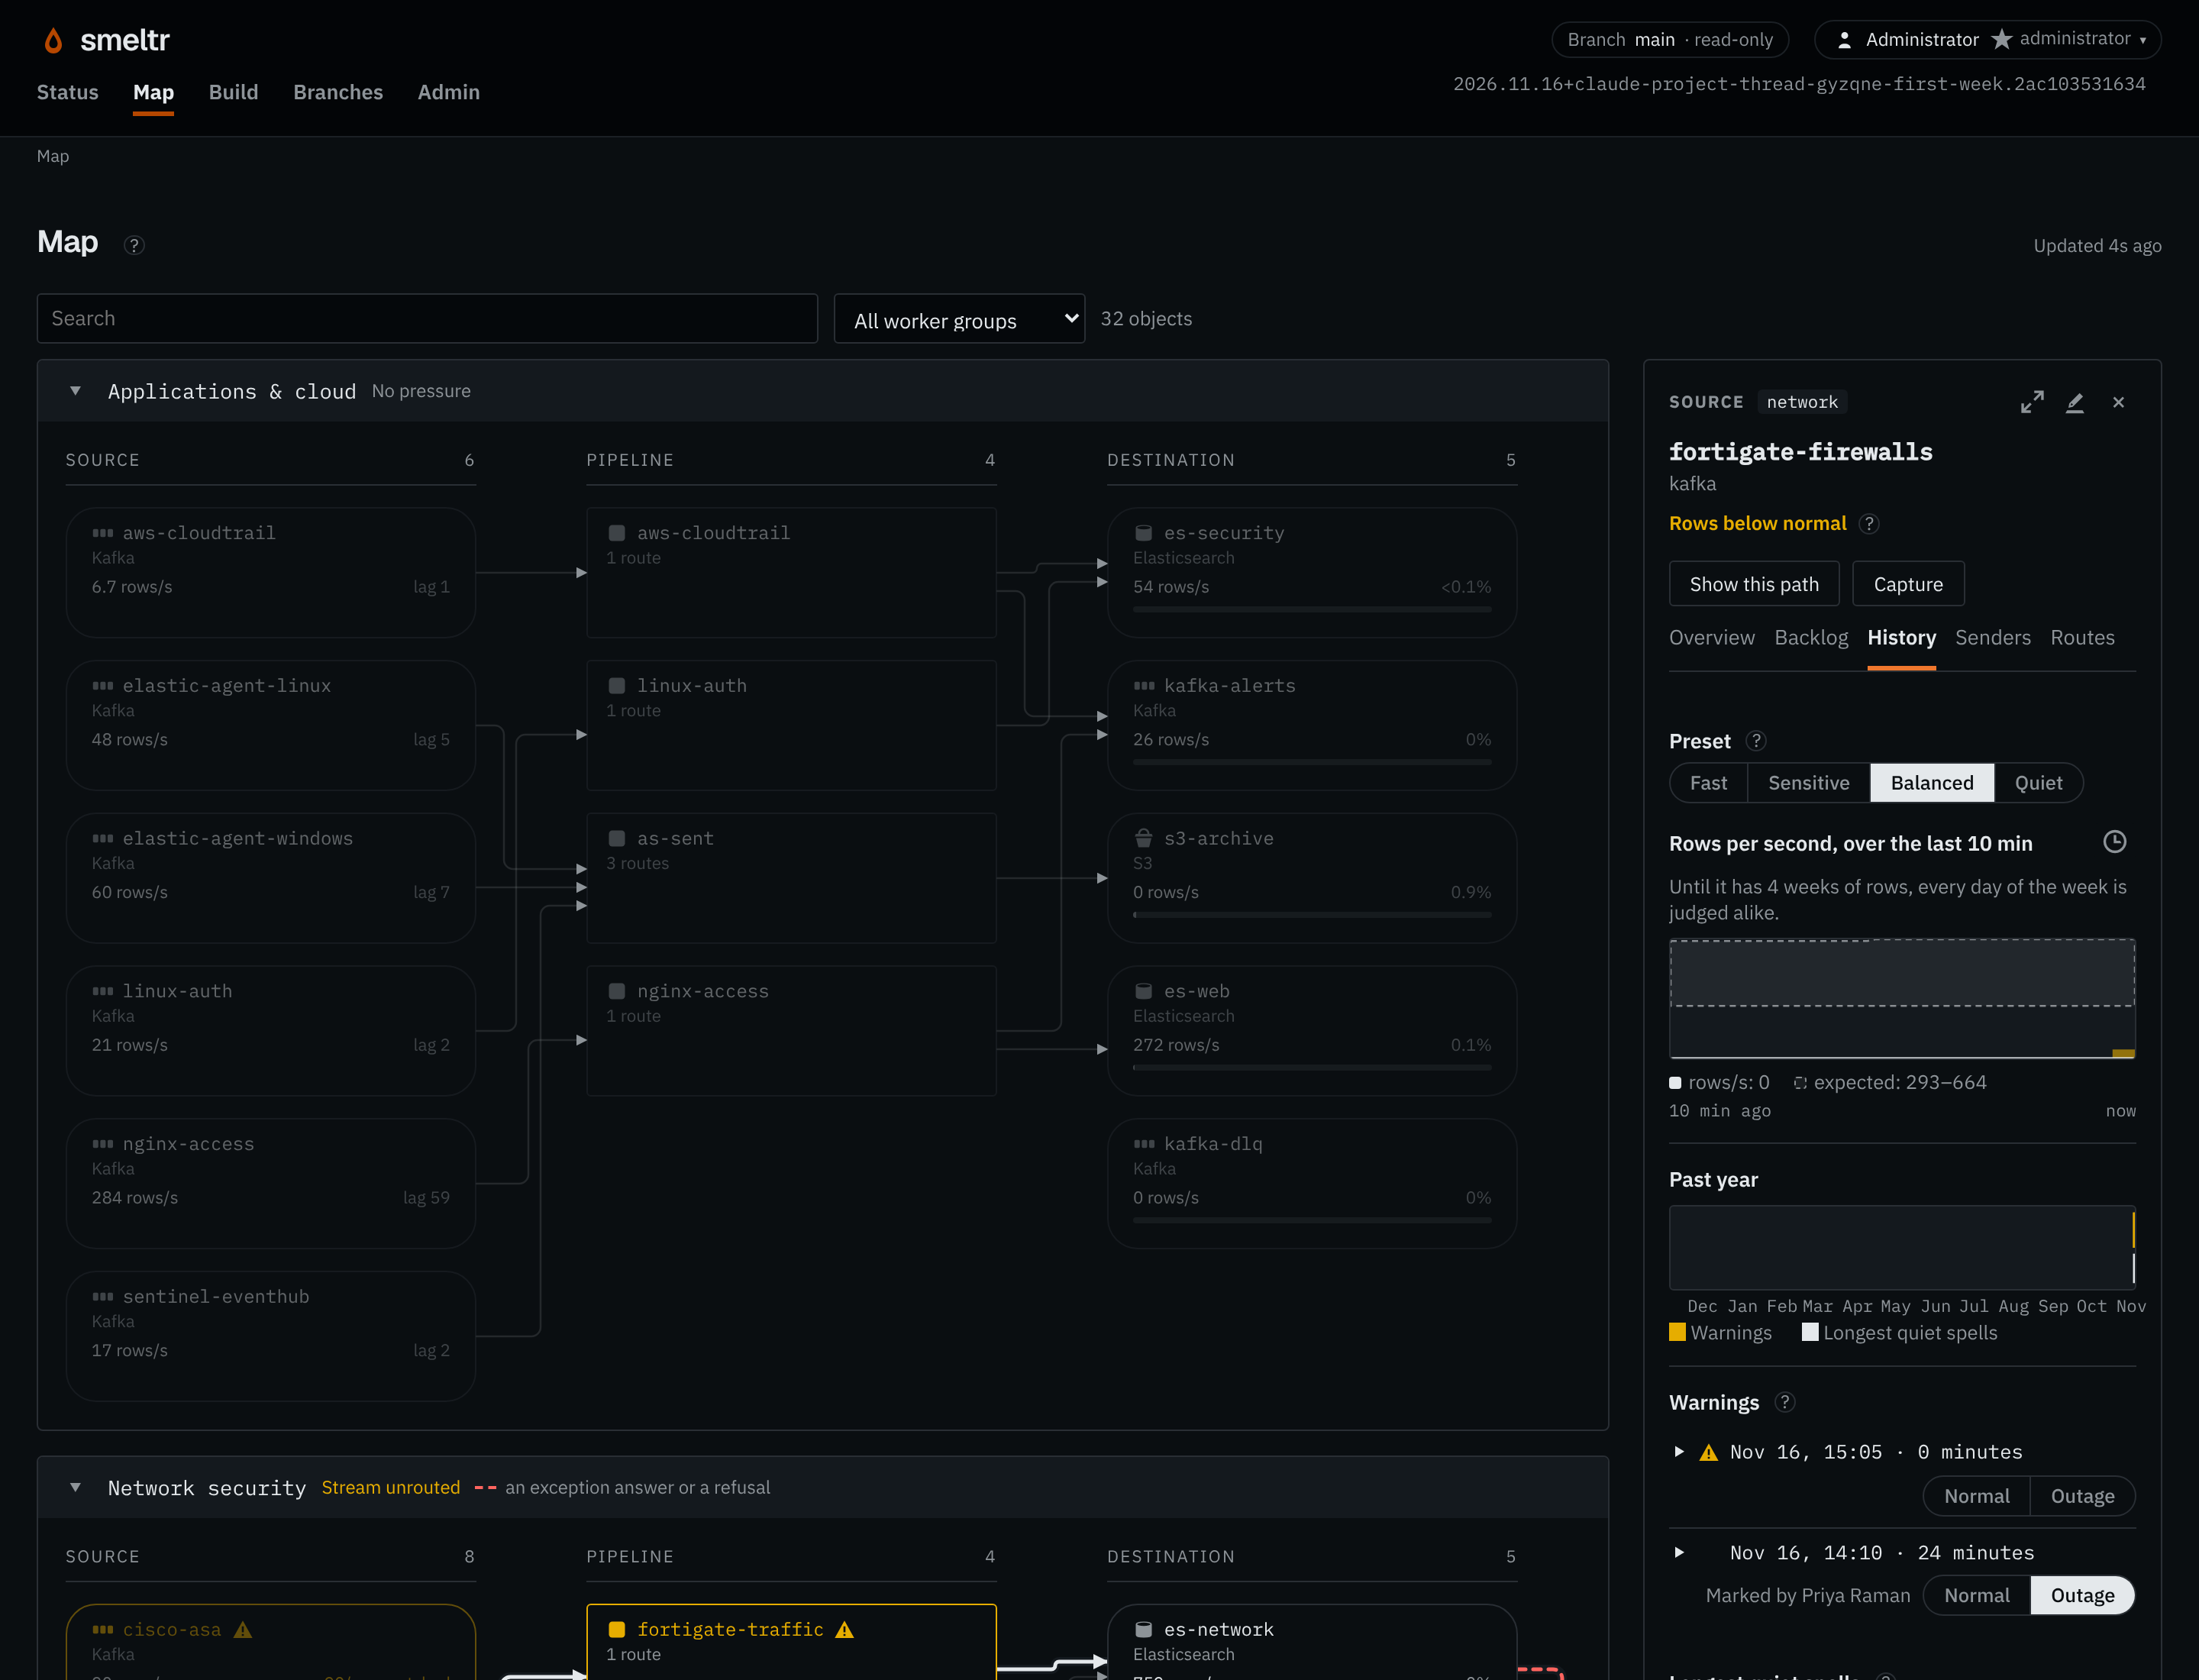 smeltr
Branch main · read-only
Administrator administrator
Status Map Build Branches Admin
2026.11.16+claude-project-thread-gyzqne-first-week.2ac103531634
Map
Map ?
Updated 4s ago
Search
All worker groups
32 objects
Applications & cloud No pressure
SOURCE 6
PIPELINE 4
DESTINATION 5
aws-cloudtrail
Kafka
6.7 rows/s lag 1
elastic-agent-linux
Kafka
48 rows/s lag 5
elastic-agent-windows
Kafka
60 rows/s lag 7
linux-auth
Kafka
21 rows/s lag 2
nginx-access
Kafka
284 rows/s lag 59
sentinel-eventhub
Kafka
17 rows/s lag 2
aws-cloudtrail
1 route
linux-auth
1 route
as-sent
3 routes
nginx-access
1 route
es-security
Elasticsearch
54 rows/s <0.1%
kafka-alerts
Kafka
26 rows/s 0%
s3-archive
S3
0 rows/s 0.9%
es-web
Elasticsearch
272 rows/s 0.1%
kafka-dlq
Kafka
0 rows/s 0%
Network security Stream unrouted an exception answer or a refusal
SOURCE 8
PIPELINE 4
DESTINATION 5
cisco-asa
Kafka
fortigate-traffic
1 route
es-network
Elasticsearch
SOURCE network
fortigate-firewalls
kafka
Rows below normal ?
Show this path
Capture
Overview Backlog History Senders Routes
Preset ?
Fast Sensitive Balanced Quiet
Rows per second, over the last 10 min
Until it has 4 weeks of rows, every day of the week is
judged alike.
rows/s: 0 expected: 293–664
10 min ago now
Past year
Dec Jan Feb Mar Apr May Jun Jul Aug Sep Oct Nov
Warnings Longest quiet spells
Warnings ?
Nov 16, 15:05 · 0 minutes
Normal Outage
Nov 16, 14:10 · 24 minutes
Marked by Priya Raman Normal Outage